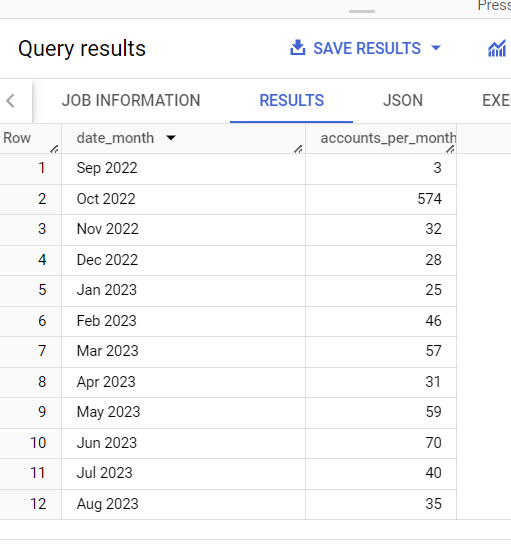 Press
Query results SAVE RESULTS
JOB INFORMATION RESULTS JSON EXE
Row date_month accounts_per_month
1 Sep 2022 3
2 Oct 2022 574
3 Nov 2022 32
4 Dec 2022 28
5 Jan 2023 25
6 Feb 2023 46
7 Mar 2023 57
8 Apr 2023 31
9 May 2023 59
10 Jun 2023 70
11 Jul 2023 40
12 Aug 2023 35